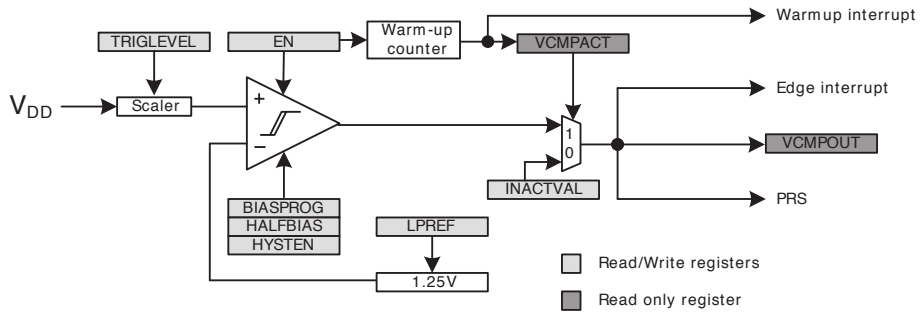 Warmup interrupt
TRIGLEVEL
EN
Warm-up
counter
VCMPACT
Edge interrupt
VDD
Scaler
+
1
VCMPOUT
−
0
INACTVAL
BIASPROG
PRS
HALFBIAS
LPREF
HYSTEN
Read/Write registers
1.25V
Read only register